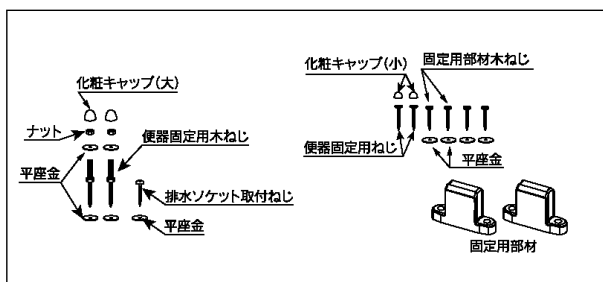 化粧キャップ(大)
ナット
便器固定用木ねじ
平座金
排水ソケット取付ねじ
平座金
化粧キャップ(小)
固定用部材木ねじ
便器固定用ねじ
平座金
固定用部材